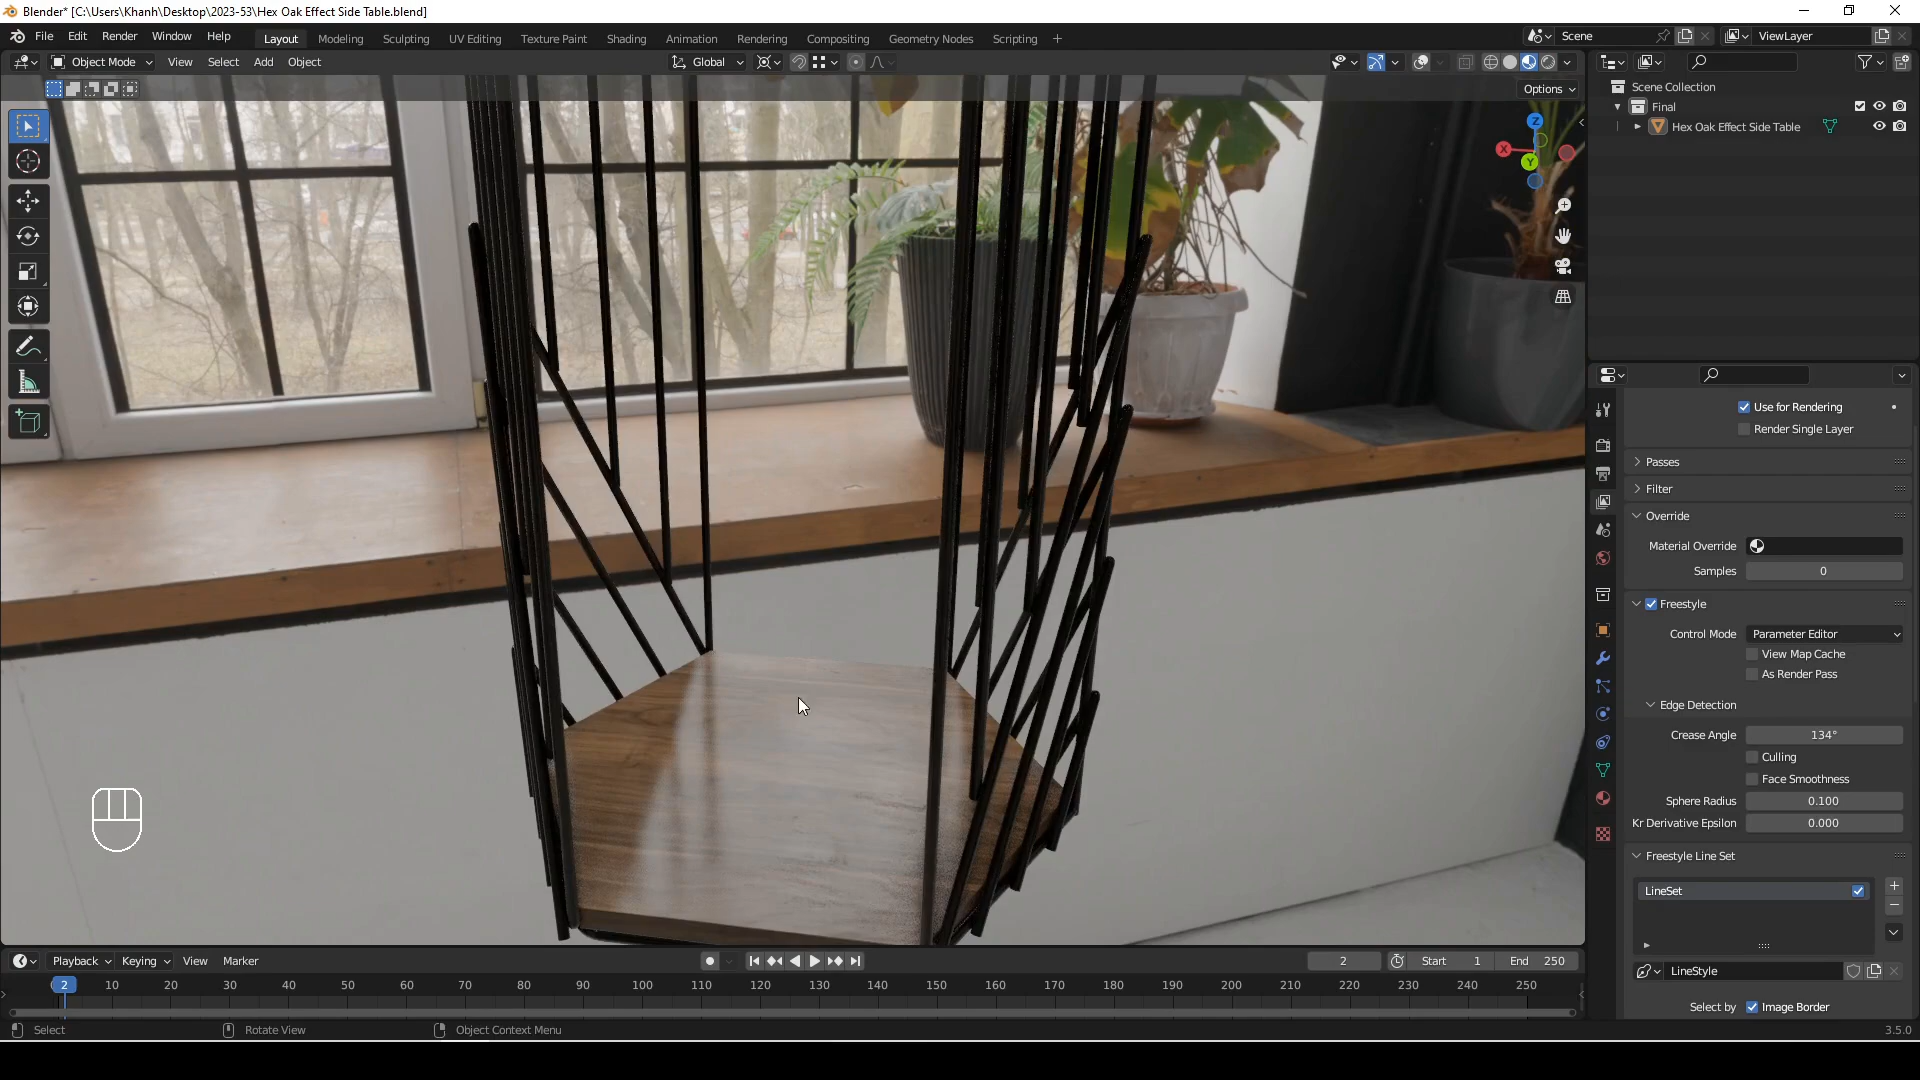 Blender* [C:\Users\Khanh\Desktop\2023-53\Hex Oak Effect Side Table.blend]
File Edit Render Window Help Layout Modeling Sculpting UV Editing Texture Paint Shading Animation Rendering Compositing Geometry Nodes Scripting + Scene ViewLayer
Object Mode View Select Add Object Global
Options
Scene Collection
Final
Hex Oak Effect Side Table
Z
X
Y
Use for Rendering
Render Single Layer
Passes
Filter
Override
Material Override
Samples 0
Freestyle
Control Mode Parameter Editor
View Map Cache
As Render Pass
Edge Detection
Crease Angle 134°
Culling
Face Smoothness
Sphere Radius 0.100
Kr Derivative Epsilon 0.000
Freestyle Line Set
LineSet
LineStyle
Select by Image Border
Playback Keying View Marker 2 Start 1 End 250
2 10 20 30 40 50 60 70 80 90 100 110 120 130 140 150 160 170 180 190 200 210 220 230 240 250
Select Rotate View Object Context Menu 3.5.0